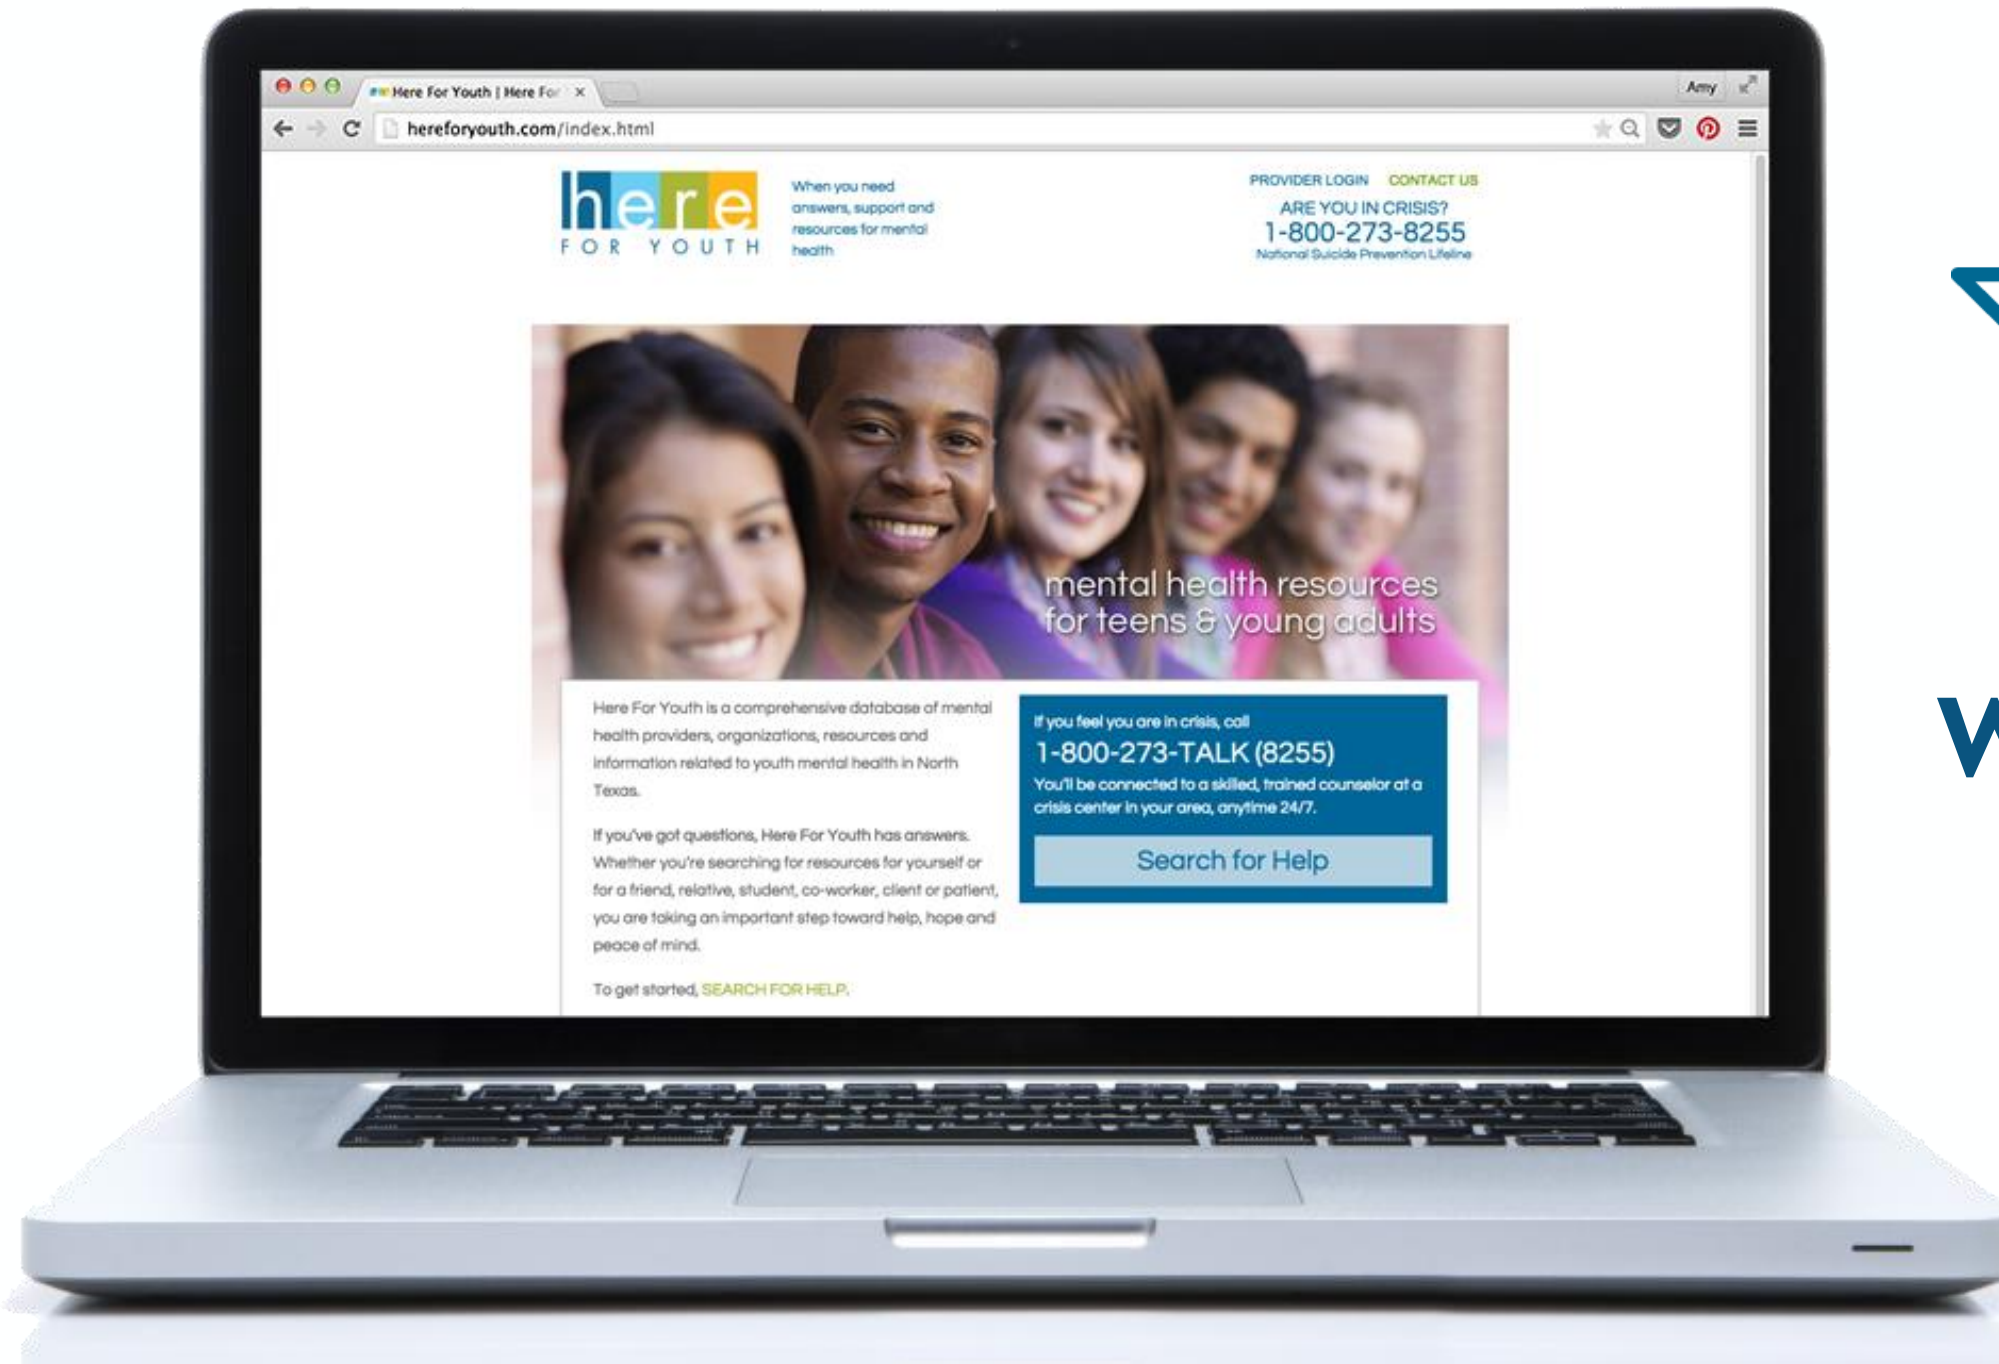 Here For Youth | Here For
Amy
hereforyouth.com/index.html
here
FOR YOUTH
When you need
answers, support and
resources for mental
health
PROVIDER LOGIN CONTACT US
ARE YOU IN CRISIS?
1-800-273-8255
National Suicide Prevention Lifeline
mental health resources
for teens & young adults
Here For Youth is a comprehensive database of mental
health providers, organizations, resources and
information related to youth mental health in North
Texas.
If you've got questions, Here For Youth has answers.
Whether you're searching for resources for yourself or
for a friend, relative, student, co-worker, client or patient,
you are taking an important step toward help, hope and
peace of mind.
To get started, SEARCH FOR HELP.
If you feel you are in crisis, call
1-800-273-TALK (8255)
You'll be connected to a skilled, trained counselor at a
crisis center in your area, anytime 24/7.
Search for Help